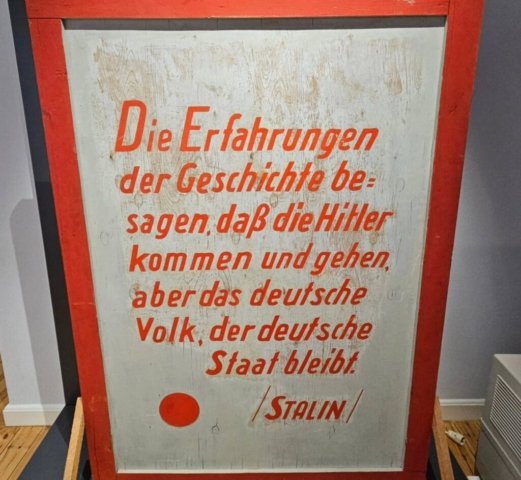 Die Erfahrungen
der Geschichte be=
sagen, daß die Hitler
kommen und gehen,
aber das deutsche
Volk, der deutsche
Staat bleibt.
/STALIN/